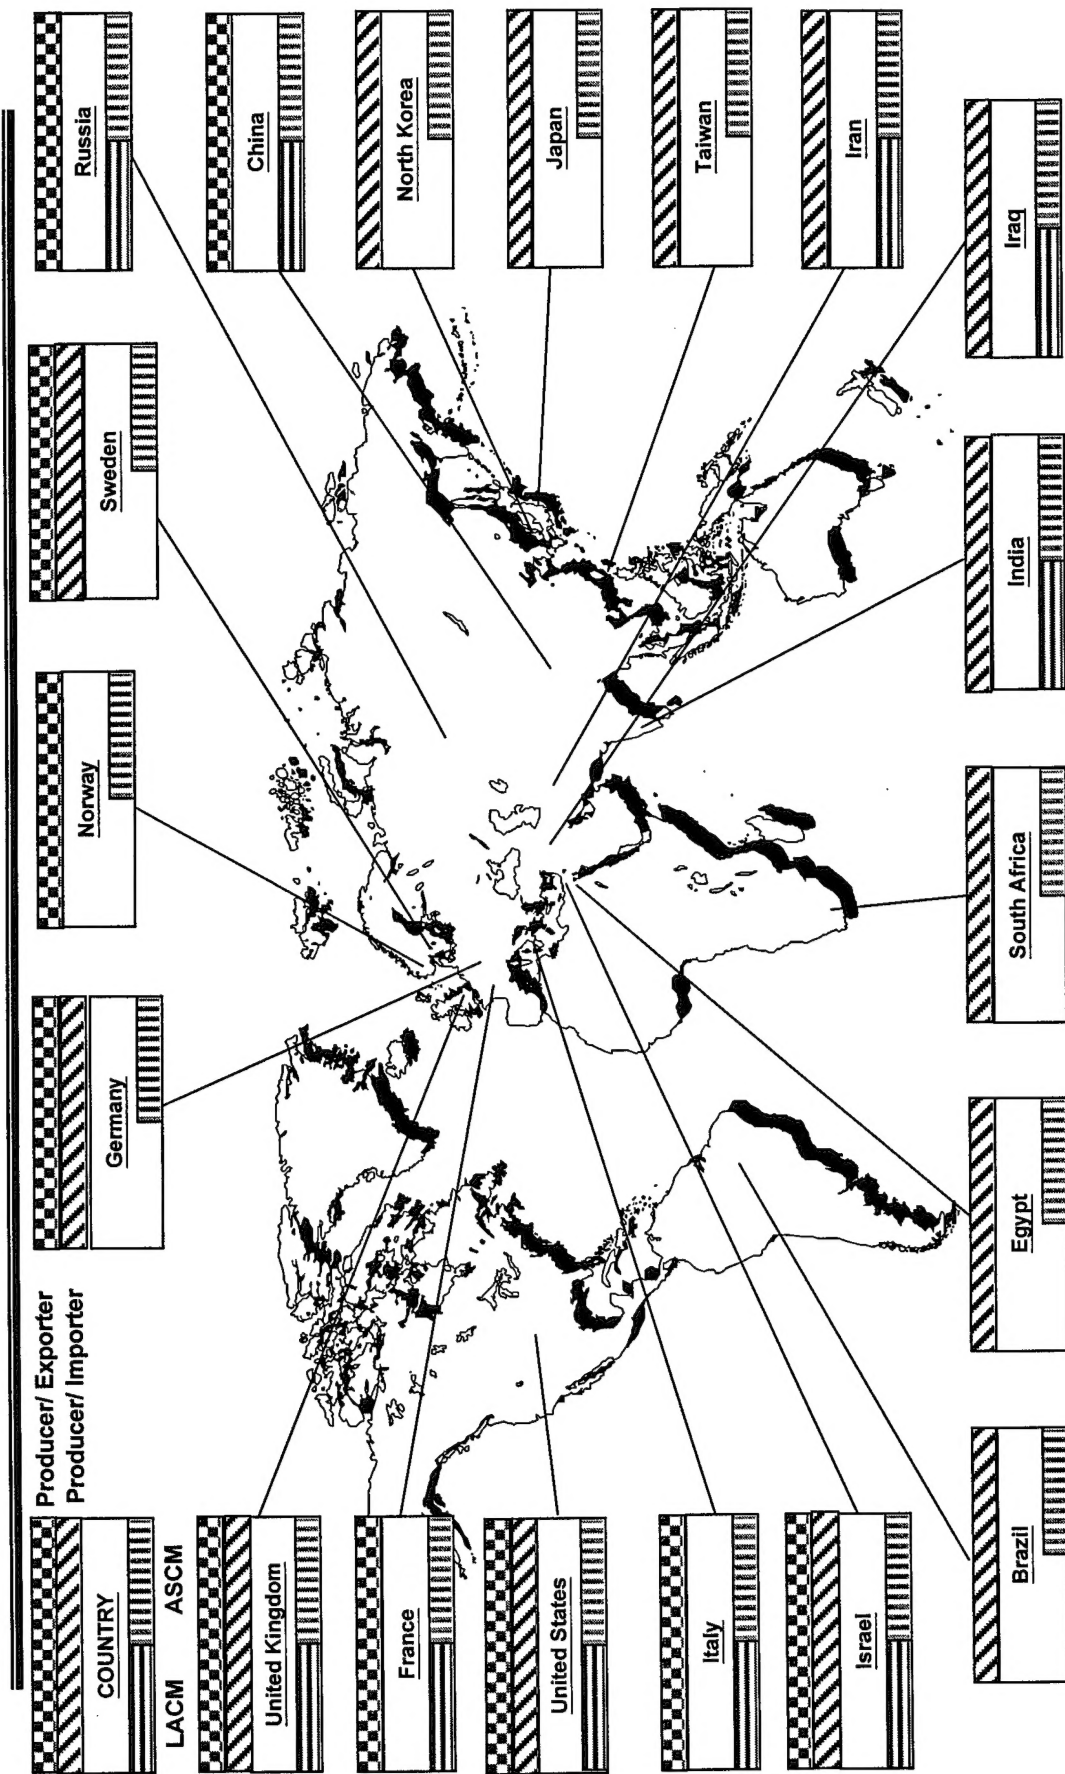 Producer/ Exporter
Producer/ Importer
COUNTRY
LACM ASCM
Germany
Norway
Sweden
Russia
United Kingdom
China
France
North Korea
United States
Japan
Italy
Taiwan
Israel
Iran
Brazil
Egypt
South Africa
India
Iraq